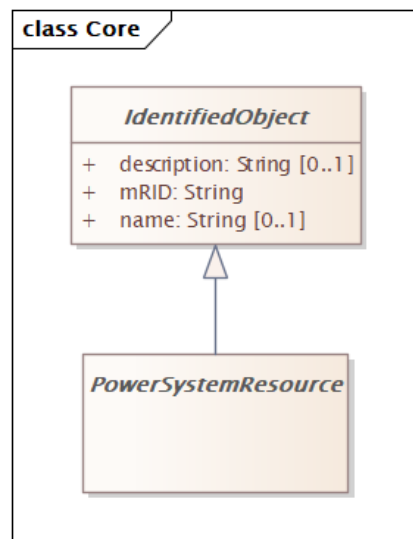 class Core
IdentifiedObject
+ description: String [0..1]
+ mRID: String
+ name: String [0..1]
PowerSystemResource